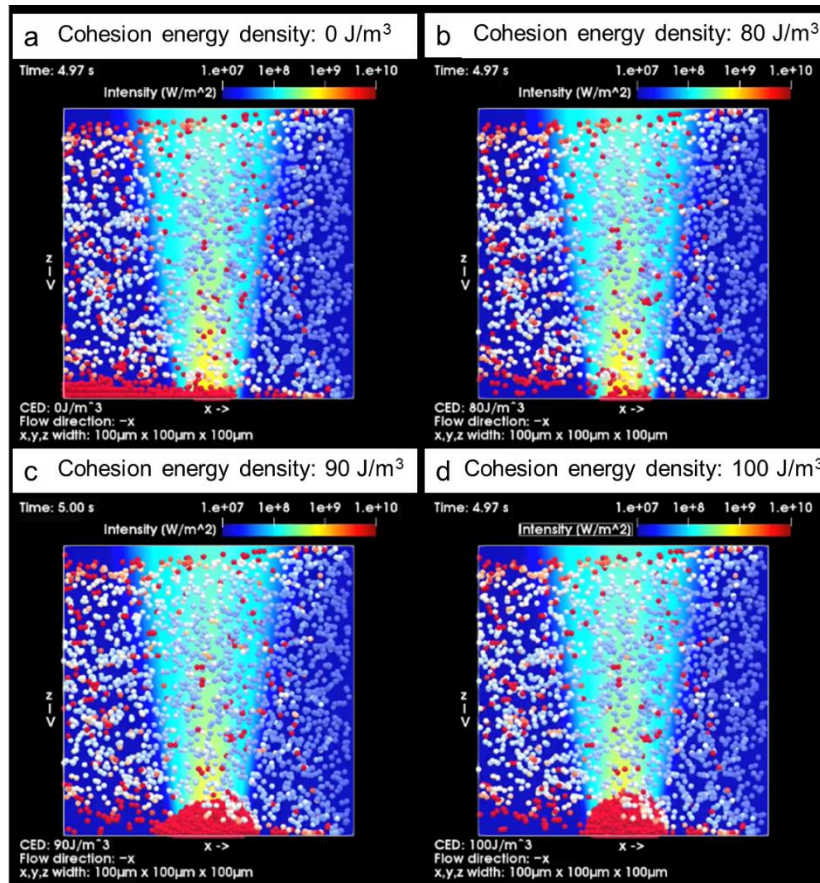 a Cohesion energy density: 0 J/m³
Time: 4.97 s
1.e+07 1e+8 1e+9 1.e+10
Intensity (W/m^2)
z
I
V
x ->
CED: 0J/m^3
Flow direction: -x
x,y,z width: 100µm x 100µm x 100µm
b Cohesion energy density: 80 J/m³
Time: 4.97 s
1.e+07 1e+8 1e+9 1.e+10
Intensity (W/m^2)
z
I
V
x ->
CED: 80J/m^3
Flow direction: -x
x,y,z width: 100µm x 100µm x 100µm
c Cohesion energy density: 90 J/m³
Time: 5.00 s
1.e+07 1e+8 1e+9 1.e+10
Intensity (W/m^2)
z
I
V
x ->
CED: 90J/m^3
Flow direction: -x
x,y,z width: 100µm x 100µm x 100µm
d Cohesion energy density: 100 J/m³
Time: 4.97 s
1.e+07 1e+8 1e+9 1.e+10
Intensity (W/m^2)
z
I
V
x ->
CED: 100J/m^3
Flow direction: -x
x,y,z width: 100µm x 100µm x 100µm